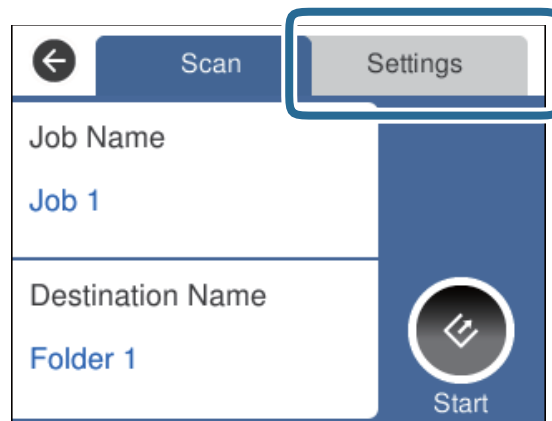 Scan
Settings
Job Name
Job 1
Destination Name
Folder 1
Start